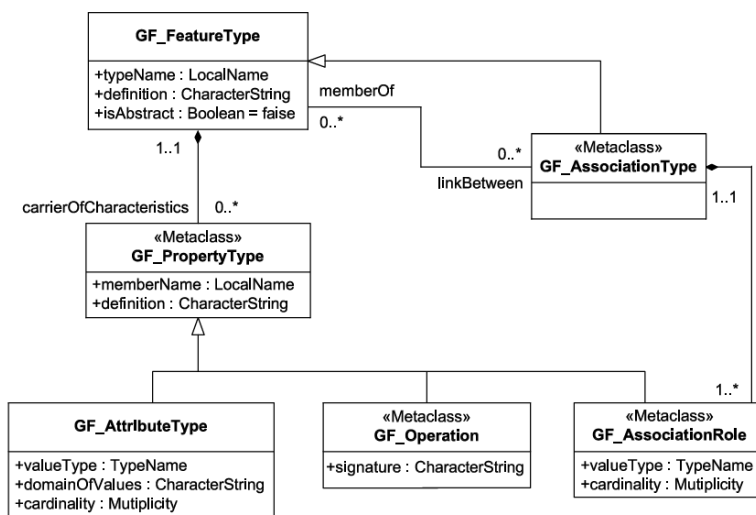 GF_FeatureType
+typeName : LocalName
+definition : CharacterString
+isAbstract : Boolean = faise
memberOf
0..*
1..1
0..*
«Metaclass»
GF_AssociationType
linkBetween
1..1
carrierOfCharacteristics
0..*
«Metaclass»
GF_PropertyType
+memberName : LocalName
+definition : CharacterString
1..*
GF_AttrIbuteType
+valueType : TypeName
+domainOfValues : CharacterString
+cardinality : Mutiplicity
«Metaclass»
GF_Operation
+signature : CharacterString
«Metaclass»
GF_AssociationRole
+valueType : TypeName
+cardinality : Mutiplicity